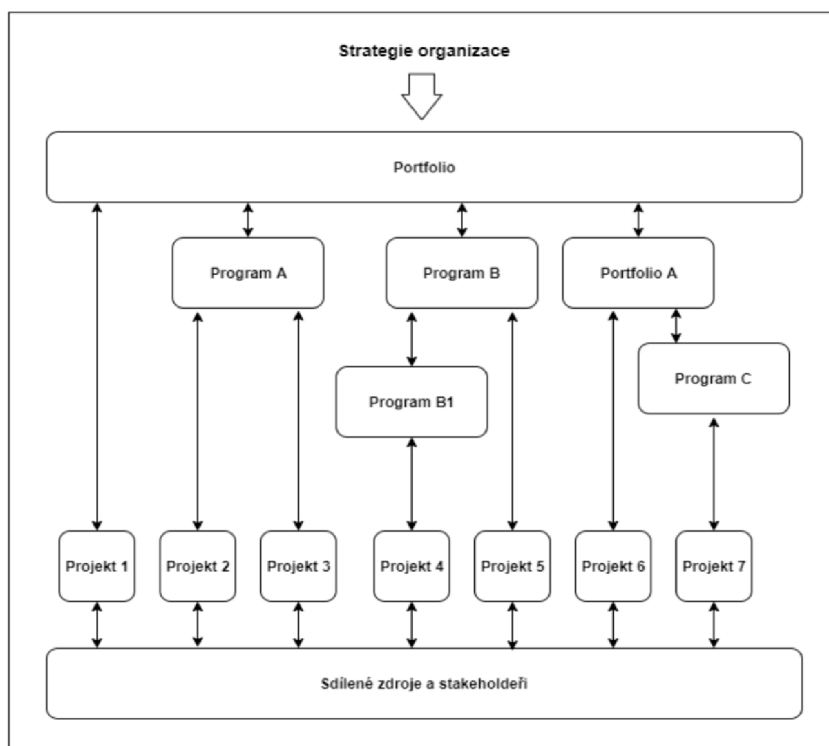 Strategie organizace
Portfolio
Program A
Program B
Portfolio A
Program C
Program B1
Projekt 1
Projekt 2
Projekt 3
Projekt 4
Projekt 5
Projekt 6
Projekt 7
Sdílené zdroje a stakeholdeři